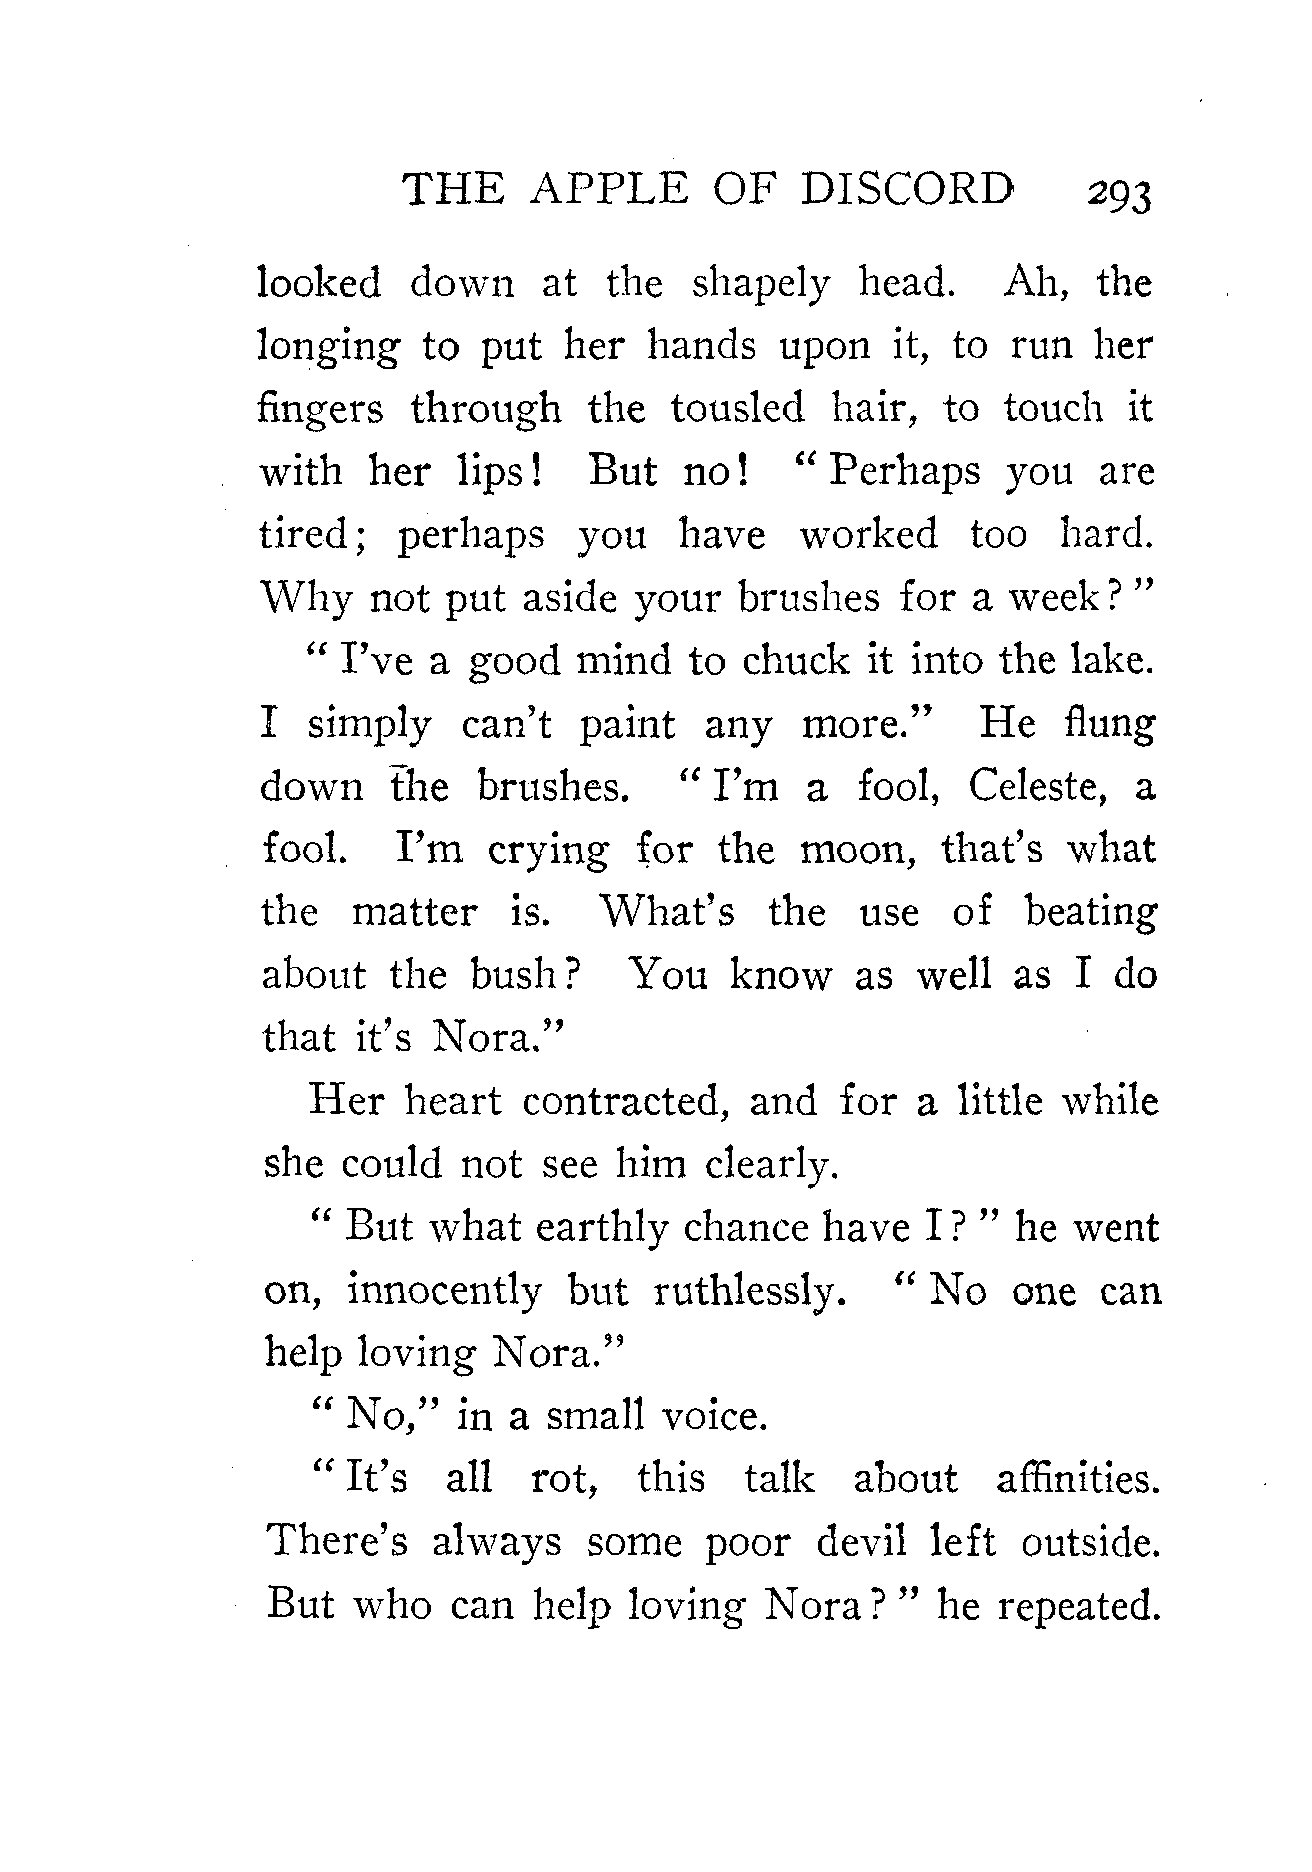 THE APPLE OF DISCORD 293
looked down at the shapely head. Ah, the
longing to put her hands upon it, to run her
fingers through the tousled hair, to touch it
with her lips! But no! “Perhaps you are
tired; perhaps you have worked too hard.
Why not put aside your brushes for a week?”
“I’ve a good mind to chuck it into the lake.
I simply can’t paint any more.” He flung
down the brushes. “I’m a fool, Celeste, a
fool. I’m crying for the moon, that’s what
the matter is. What’s the use of beating
about the bush? You know as well as I do
that it’s Nora.”
Her heart contracted, and for a little while
she could not see him clearly.
“But what earthly chance have I?” he went
on, innocently but ruthlessly. “No one can
help loving Nora.”
“No,” in a small voice.
“It’s all rot, this talk about affinities.
There’s always some poor devil left outside.
But who can help loving Nora?” he repeated.